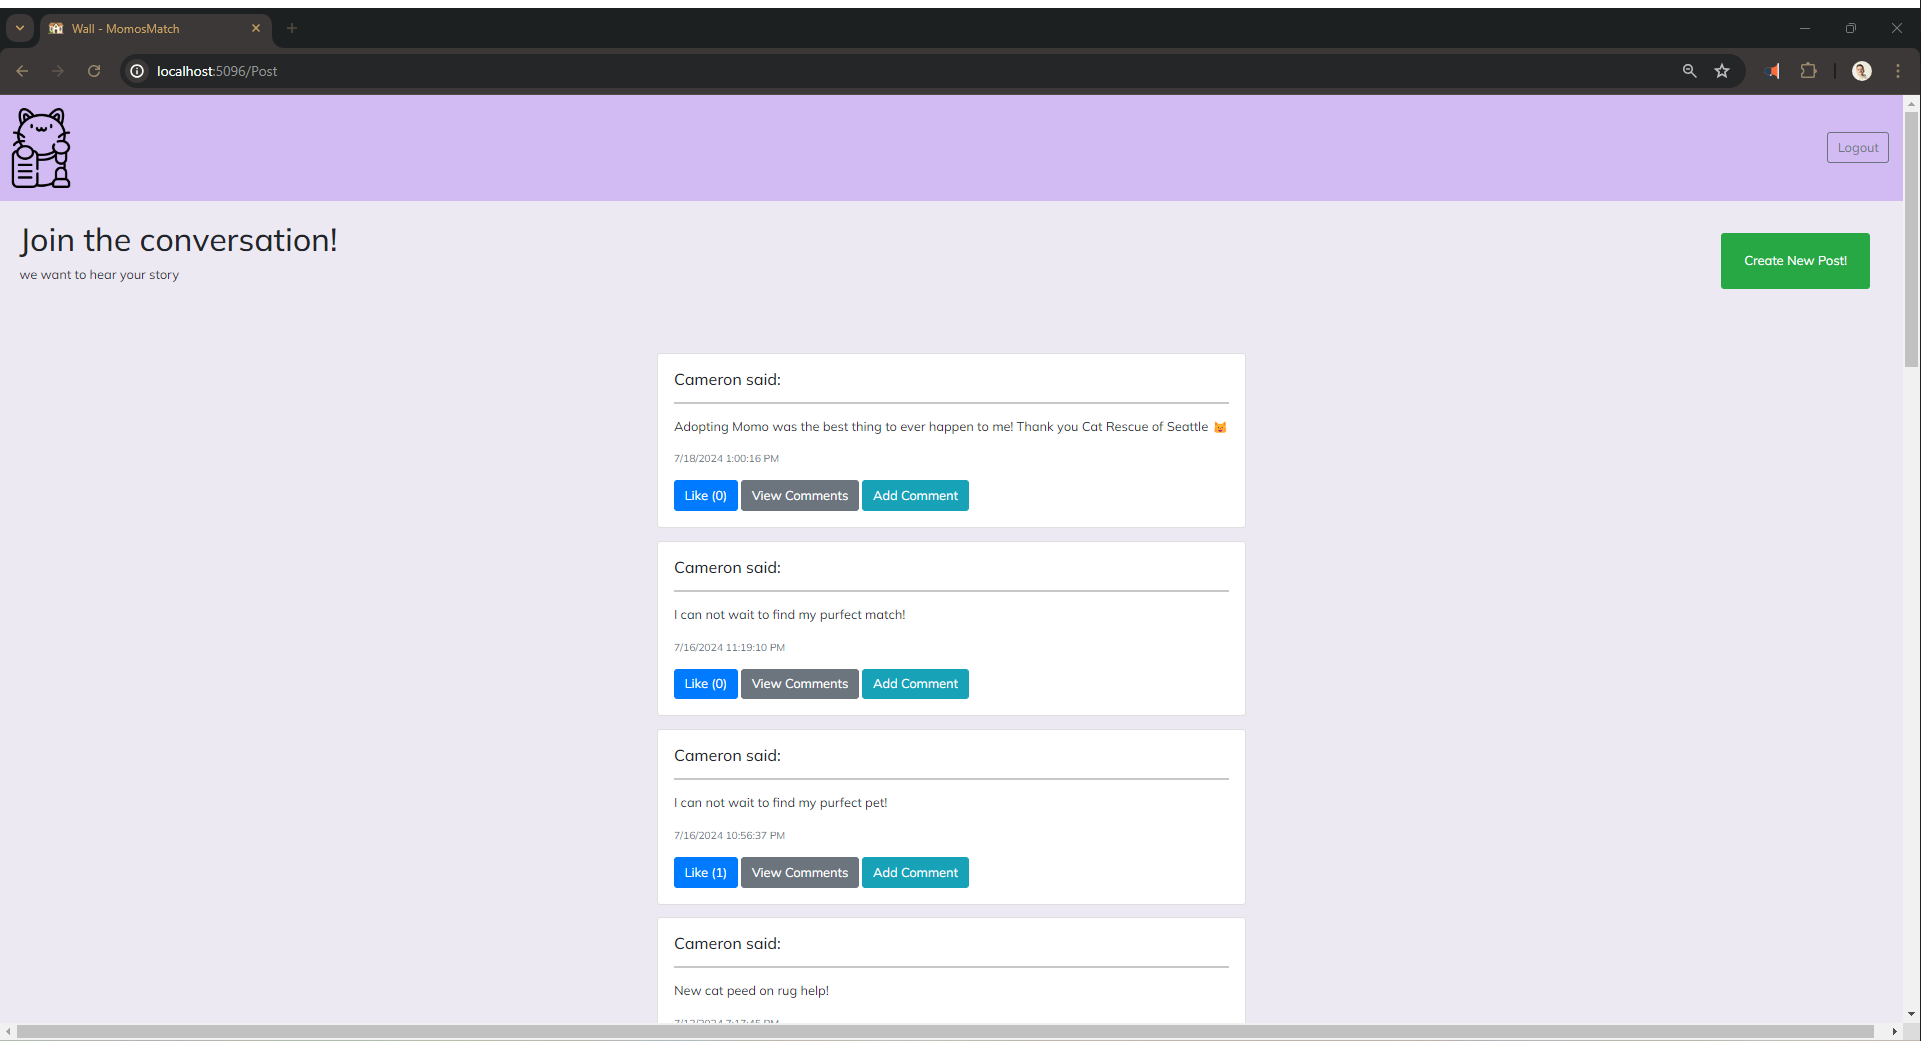 Wall - MomosMatch
localhost:5096/Post
Logout
Join the conversation!
we want to hear your story
Create New Post!
Cameron said:
Adopting Momo was the best thing to ever happen to me! Thank you Cat Rescue of Seattle 😺
7/18/2024 1:00:16 PM
Like (0) View Comments Add Comment
Cameron said:
I can not wait to find my purfect match!
7/16/2024 11:19:10 PM
Like (0) View Comments Add Comment
Cameron said:
I can not wait to find my purfect pet!
7/16/2024 10:56:37 PM
Like (1) View Comments Add Comment
Cameron said:
New cat peed on rug help!